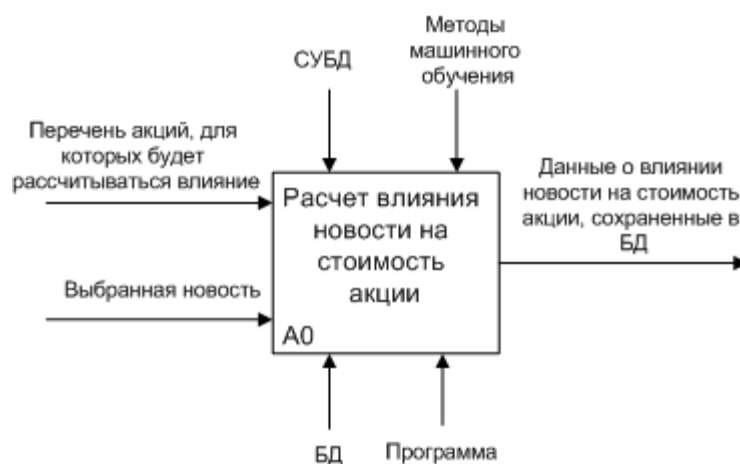 СУБД
Методы
машинного
обучения
Перечень акций, для
которых будет
рассчитываться влияние
Выбранная новость
Расчет влияния
новости на
стоимость
акции
A0
Данные о влиянии
новости на стоимость
акции, сохраненные в
БД
БД
Программа